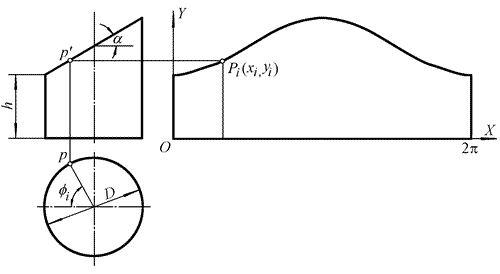 Y
p′
α
P_i(x_i, y_i)
h
O
X
2π
p
ϕ_i
D